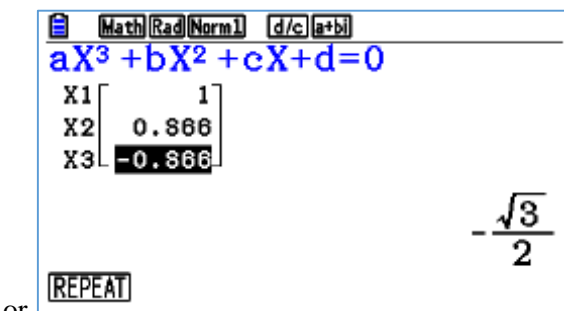 Math Rad Norm1 d/c a+bi
aX³+bX²+cX+d=0
X1[ 1]
X2 0.866
X3[-0.866]
-√3/2
REPEAT
or